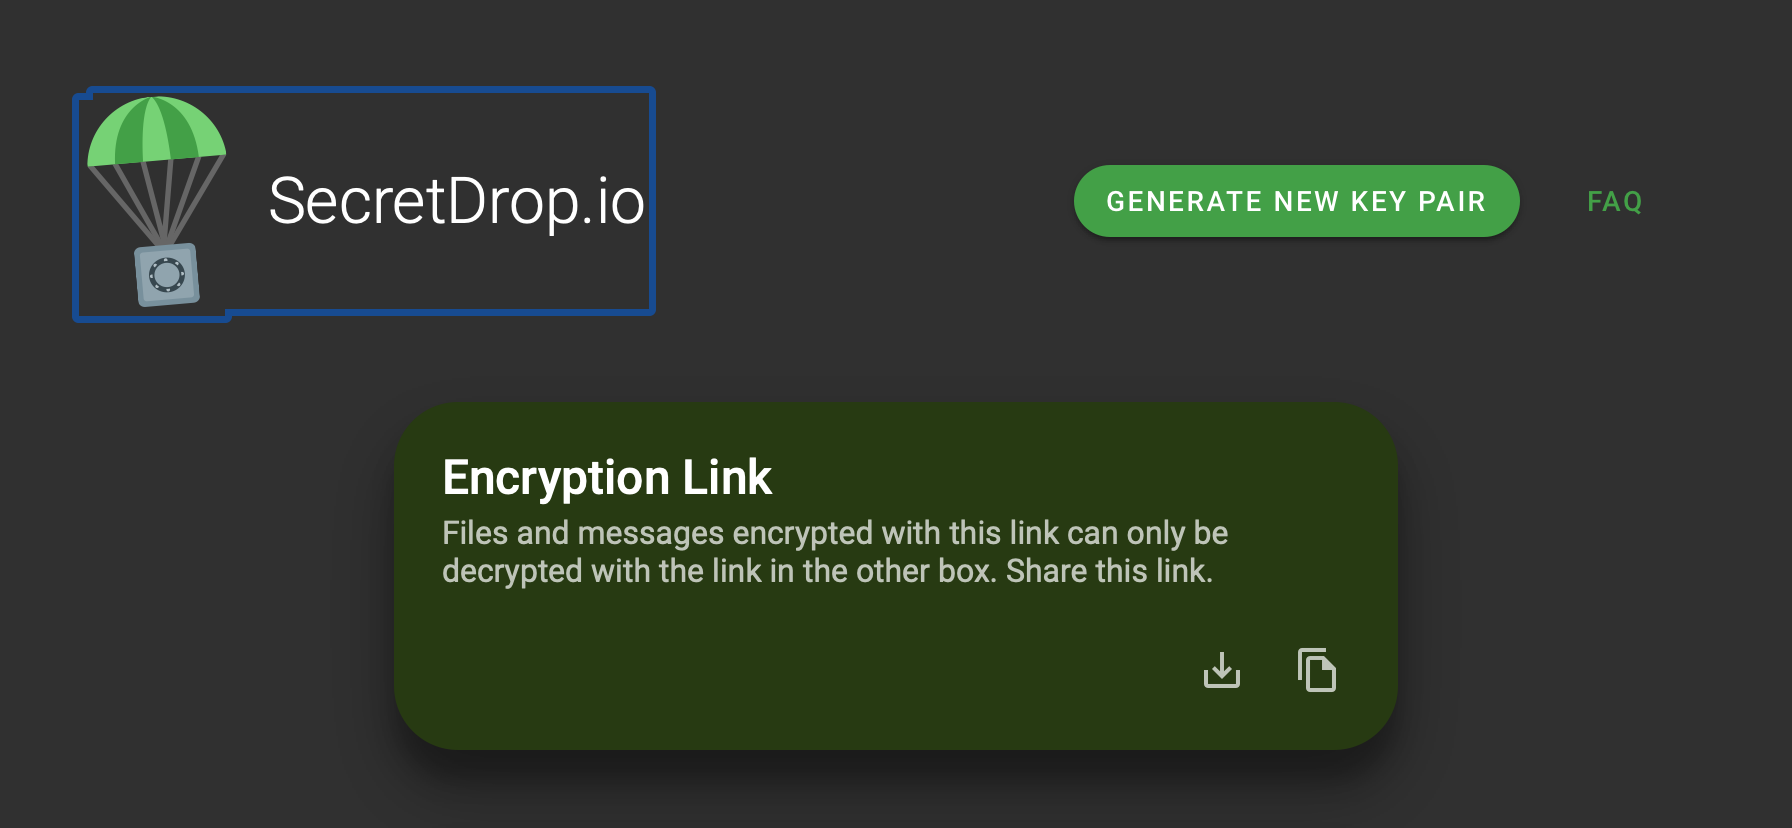 SecretDrop.io
GENERATE NEW KEY PAIR
FAQ
Encryption Link
Files and messages encrypted with this link can only be
decrypted with the link in the other box. Share this link.